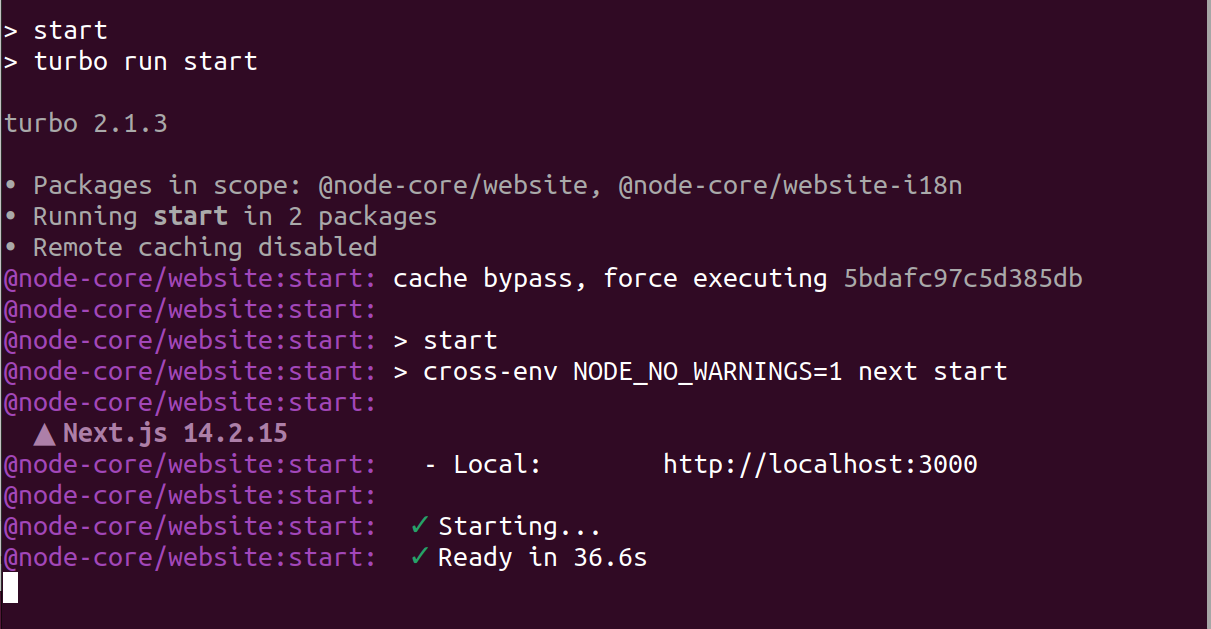 > start
> turbo run start
turbo 2.1.3
• Packages in scope: @node-core/website, @node-core/website-i18n
• Running start in 2 packages
• Remote caching disabled
@node-core/website:start: cache bypass, force executing 5bdafc97c5d385db
@node-core/website:start:
@node-core/website:start: > start
@node-core/website:start: > cross-env NODE_NO_WARNINGS=1 next start
@node-core/website:start:
▲ Next.js 14.2.15
@node-core/website:start: - Local: http://localhost:3000
@node-core/website:start:
@node-core/website:start: ✓ Starting...
@node-core/website:start: ✓ Ready in 36.6s